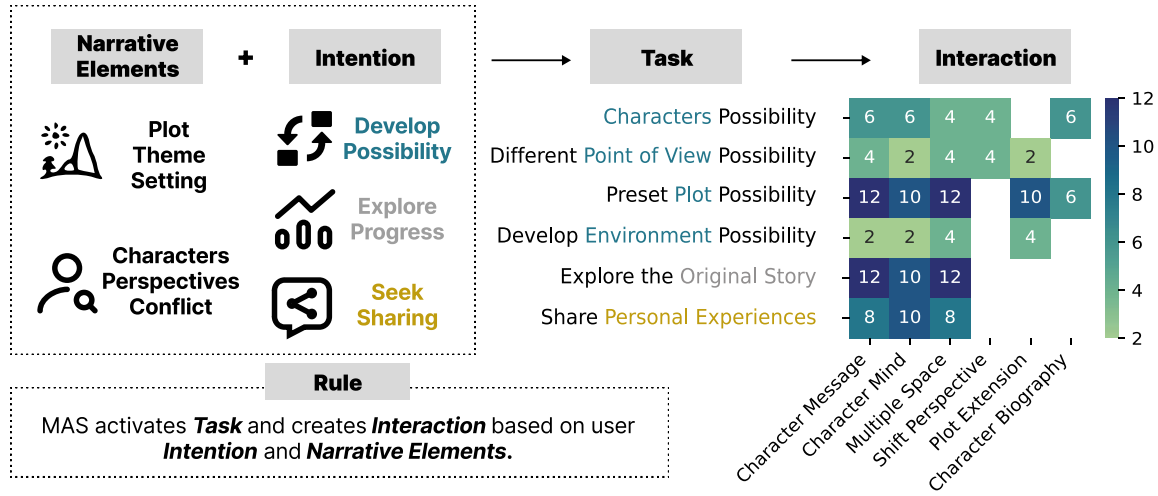 Narrative
Elements
+
Intention
Task
Interaction
Plot
Theme
Setting
Characters
Perspectives
Conflict
Develop
Possibility
Explore
Progress
Seek
Sharing
Characters Possibility 6 6 4 4 6
Different Point of View Possibility 4 2 4 4 2
Preset Plot Possibility 12 10 12 10 6
Develop Environment Possibility 2 2 4 4
Explore the Original Story 12 10 12
Share Personal Experiences 8 10 8
Character Message
Character Mind
Multiple Space
Shift Perspective
Plot Extension
Character Biography
12
10
8
6
4
2
Rule
MAS activates Task and creates Interaction based on user
Intention and Narrative Elements.